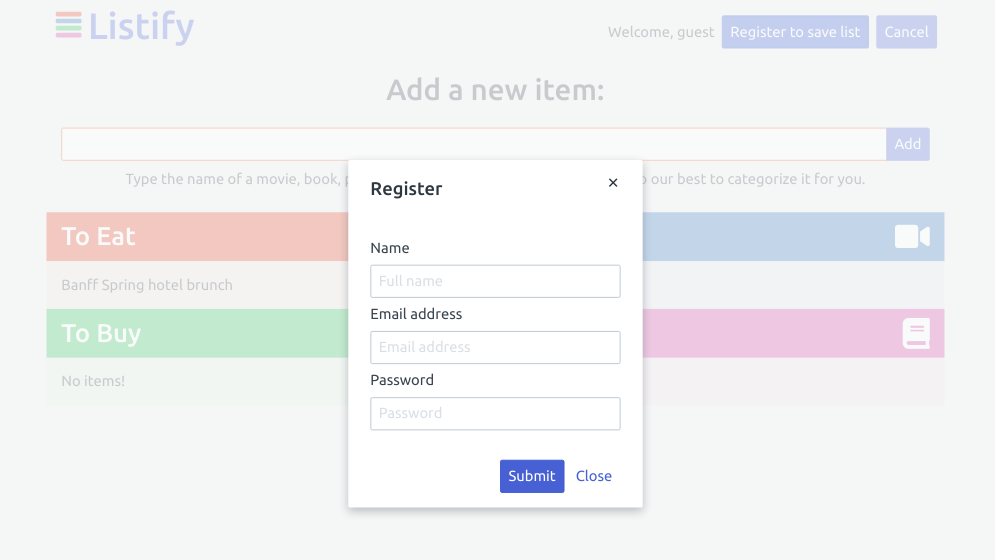 Listify
Welcome, guest
Register to save list
Cancel
Add a new item:
Add
Type the name of a movie, book, our best to categorize it for you.
Register
×
Name
Full name
Email address
Email address
Password
Password
Submit
Close
To Eat
Banff Spring hotel brunch
To Buy
No items!